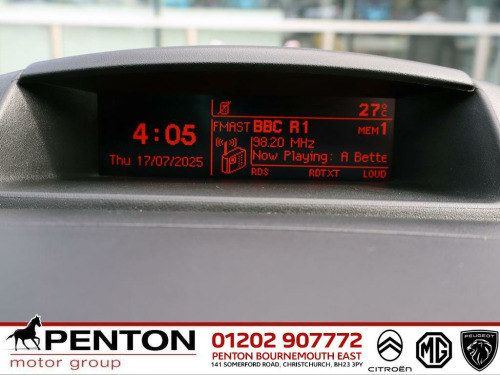 4:05
Thu 17/07/2025
27°C
FMAST BBC R1 MEM1
98.20 MHz
Now Playing: A Bette
RDS RDTXT LOUD
PENTON
motor group
01202 907772
PENTON BOURNEMOUTH EAST
141 SOMERFORD ROAD, CHRISTCHURCH, BH23 3PY
CITROËN
MG
PEUGEOT